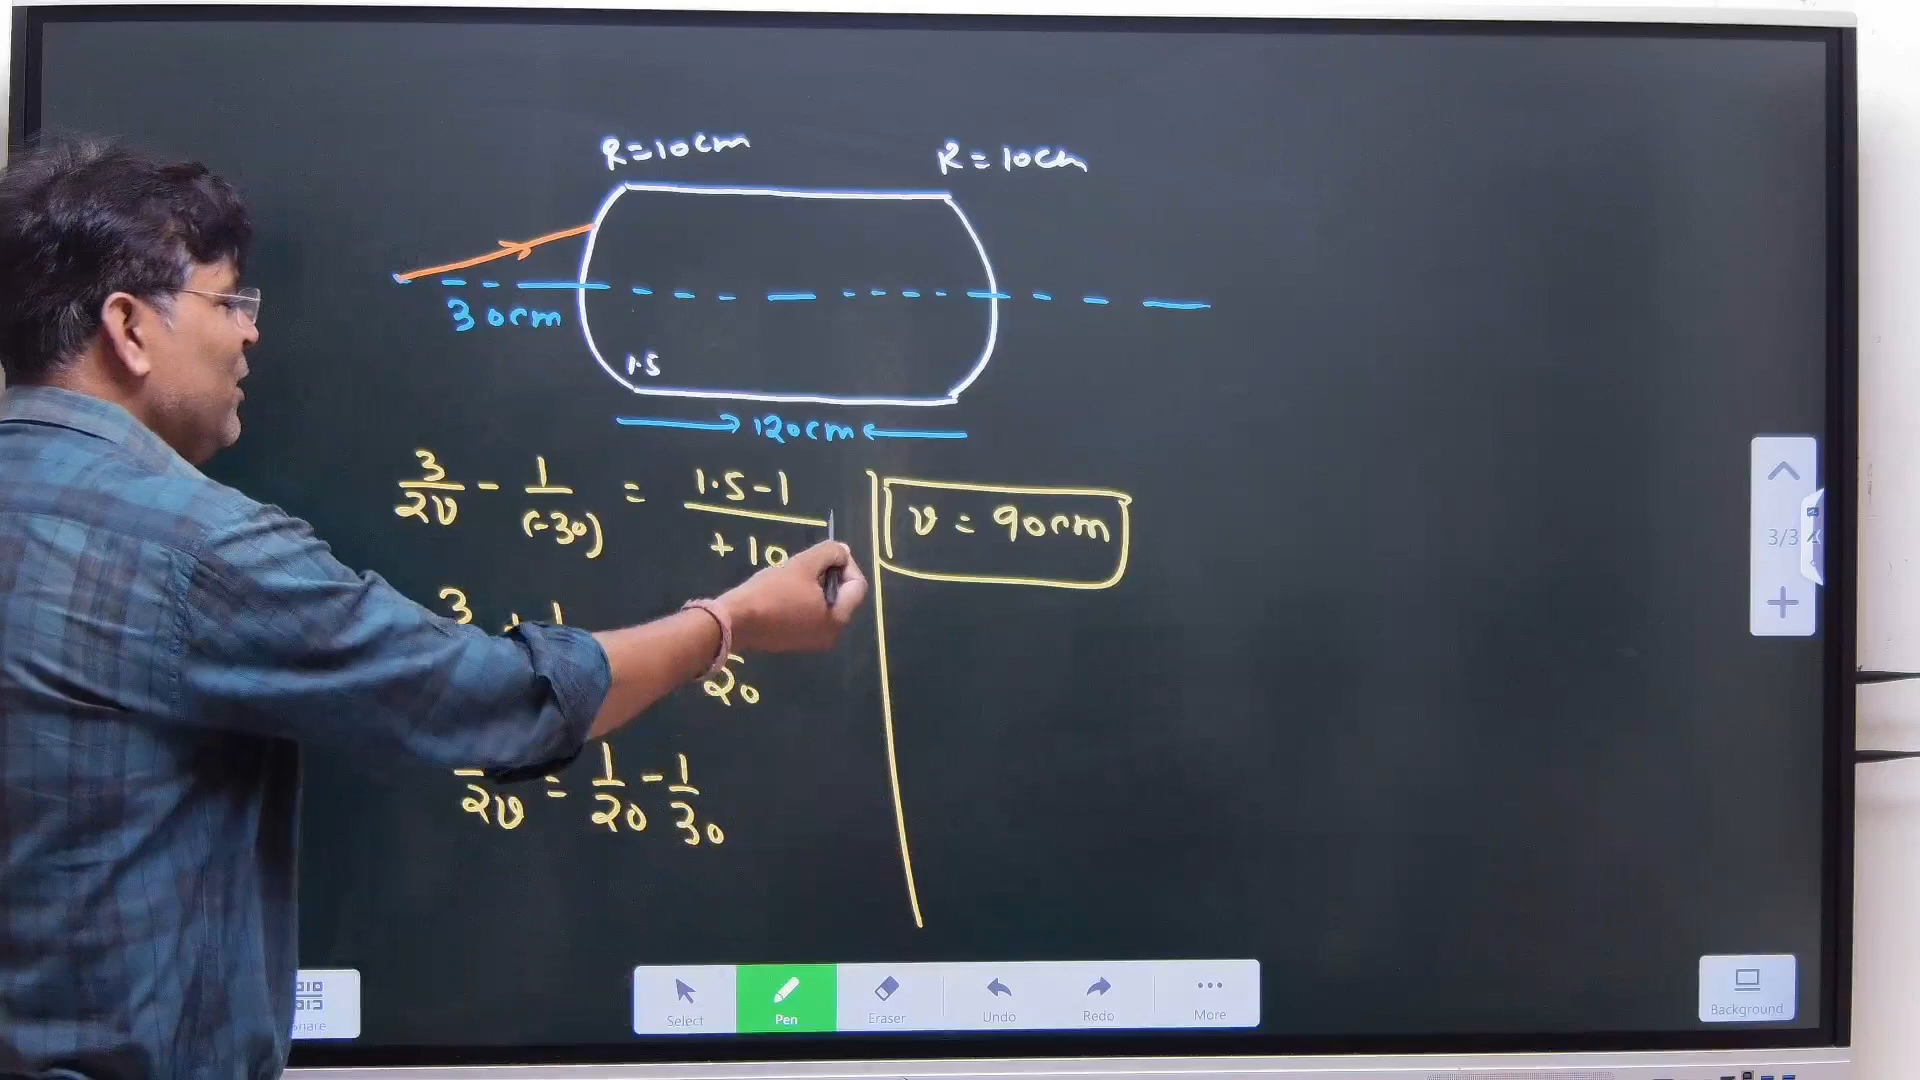 R=10cm R=10cm
30cm
1.5
→ 120cm ←
3/2v - 1/(-30) = (1.5-1)/+10
3 + 1
20
2v = 1/20 - 1/30
v = 90cm
3/3
Select Pen Eraser Undo Redo More
Background